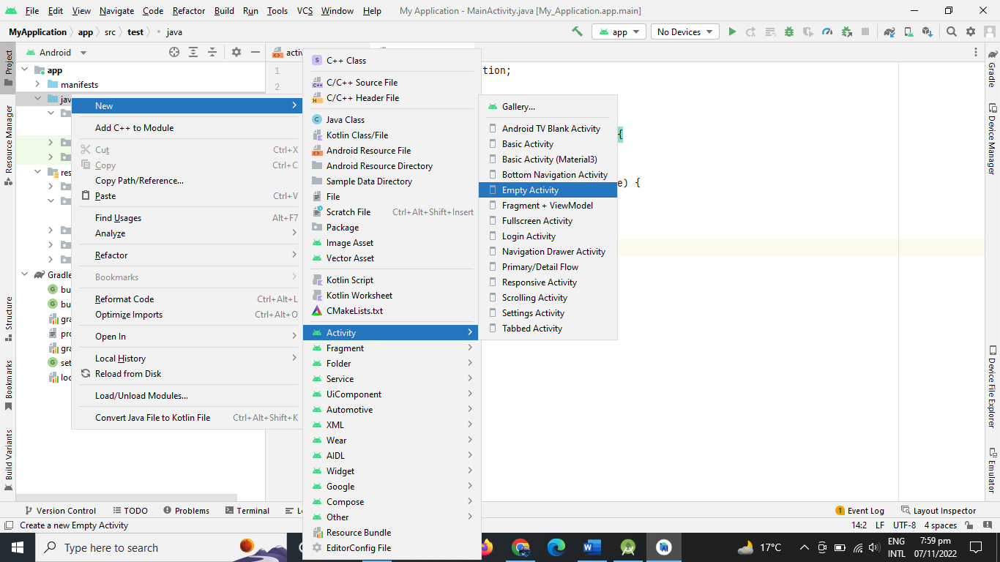 File Edit View Navigate Code Refactor Build Run Tools VCS Window Help My Application - MainActivity.java [My_Application.app.main]
MyApplication app src test java
app No Devices
Android
app
manifests
res
Gradle
1
2
tion;
{
e) {
New
Add C++ to Module
Cut Ctrl+X
Copy Ctrl+C
Copy Path/Reference...
Paste Ctrl+V
Find Usages Alt+F7
Analyze
Refactor
Bookmarks
Reformat Code Ctrl+Alt+L
Optimize Imports Ctrl+Alt+O
Open In
Local History
Reload from Disk
Load/Unload Modules...
Convert Java File to Kotlin File Ctrl+Alt+Shift+K
C++ Class
C/C++ Source File
C/C++ Header File
Java Class
Kotlin Class/File
Android Resource File
Android Resource Directory
Sample Data Directory
File
Scratch File Ctrl+Alt+Shift+Insert
Package
Image Asset
Vector Asset
Kotlin Script
Kotlin Worksheet
CMakeLists.txt
Activity
Fragment
Folder
Service
UiComponent
Automotive
XML
Wear
AIDL
Widget
Google
Compose
Other
Resource Bundle
EditorConfig File
Gallery...
Android TV Blank Activity
Basic Activity
Basic Activity (Material3)
Bottom Navigation Activity
Empty Activity
Fragment + ViewModel
Fullscreen Activity
Login Activity
Navigation Drawer Activity
Primary/Detail Flow
Responsive Activity
Scrolling Activity
Settings Activity
Tabbed Activity
Project
Resource Manager
Structure
Bookmarks
Build Variants
Gradle
Device Manager
Device File Explorer
Emulator
Version Control TODO Problems Terminal 1 Event Log Layout Inspector
Create a new Empty Activity 14:2 LF UTF-8 4 spaces
Type here to search 17°C ENG 7:59 pm
INTL 07/11/2022